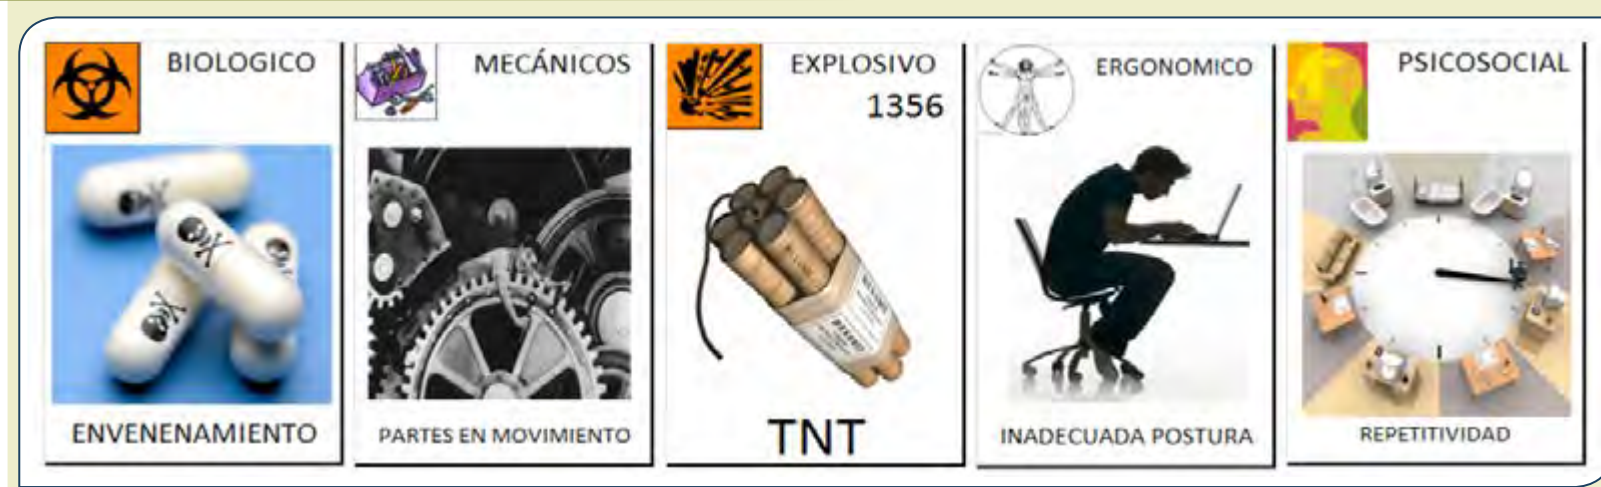 BIOLOGICO
ENVENENAMIENTO
MECÁNICOS
PARTES EN MOVIMIENTO
EXPLOSIVO
1356
TNT
ERGONOMICO
INADECUADA POSTURA
PSICOSOCIAL
REPETITIVIDAD